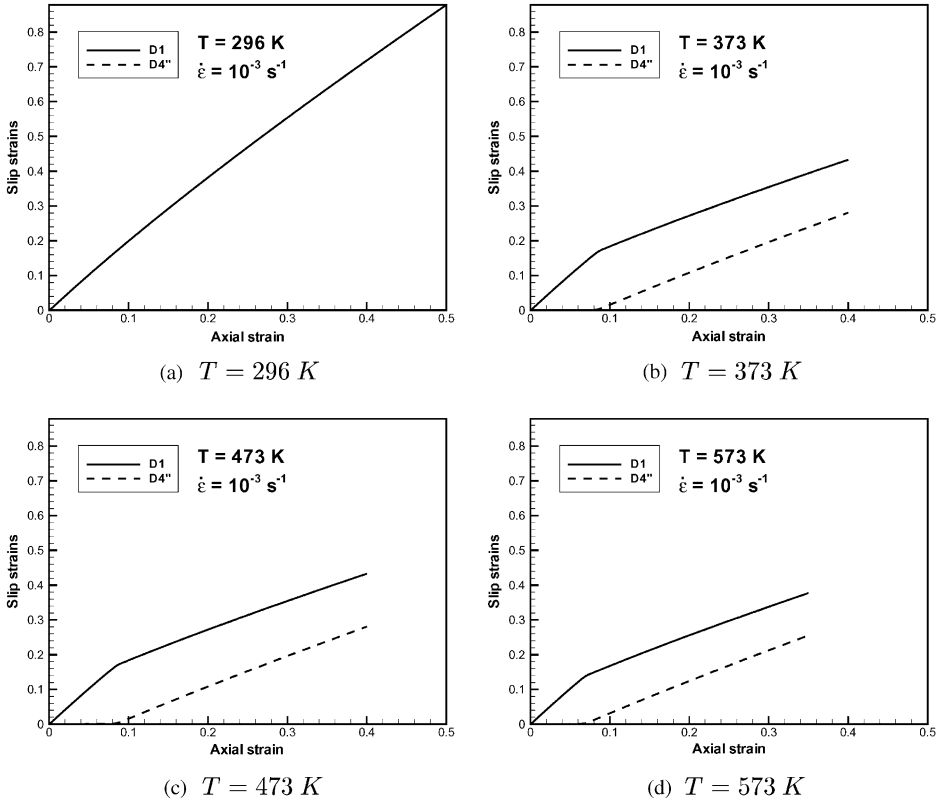 0.8
0.7
0.6
0.5
0.4
0.3
0.2
0.1
0
Slip strains
D1
D4"
T = 296 K
ε̇ = 10⁻³ s⁻¹
0 0.1 0.2 0.3 0.4 0.5
Axial strain
(a) T = 296 K
0.8
0.7
0.6
0.5
0.4
0.3
0.2
0.1
0
Slip strains
D1
D4"
T = 373 K
ε̇ = 10⁻³ s⁻¹
0 0.1 0.2 0.3 0.4 0.5
Axial strain
(b) T = 373 K
0.8
0.7
0.6
0.5
0.4
0.3
0.2
0.1
0
Slip strains
D1
D4"
T = 473 K
ε̇ = 10⁻³ s⁻¹
0 0.1 0.2 0.3 0.4 0.5
Axial strain
(c) T = 473 K
0.8
0.7
0.6
0.5
0.4
0.3
0.2
0.1
0
Slip strains
D1
D4"
T = 573 K
ε̇ = 10⁻³ s⁻¹
0 0.1 0.2 0.3 0.4 0.5
Axial strain
(d) T = 573 K